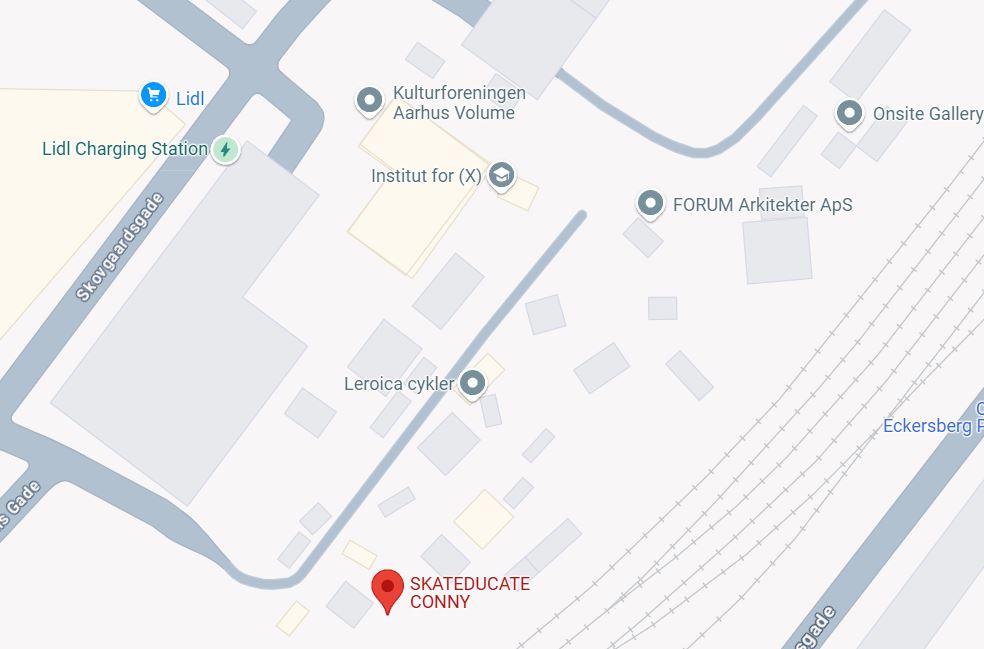 Lidl
Kulturforeningen
Aarhus Volume
Onsite Gallery
Lidl Charging Station
Institut for (X)
FORUM Arkitekter ApS
Skovgaardsgade
Leroica cykler
Eckersberg
Gade
SKATEDUCATE
CONNY